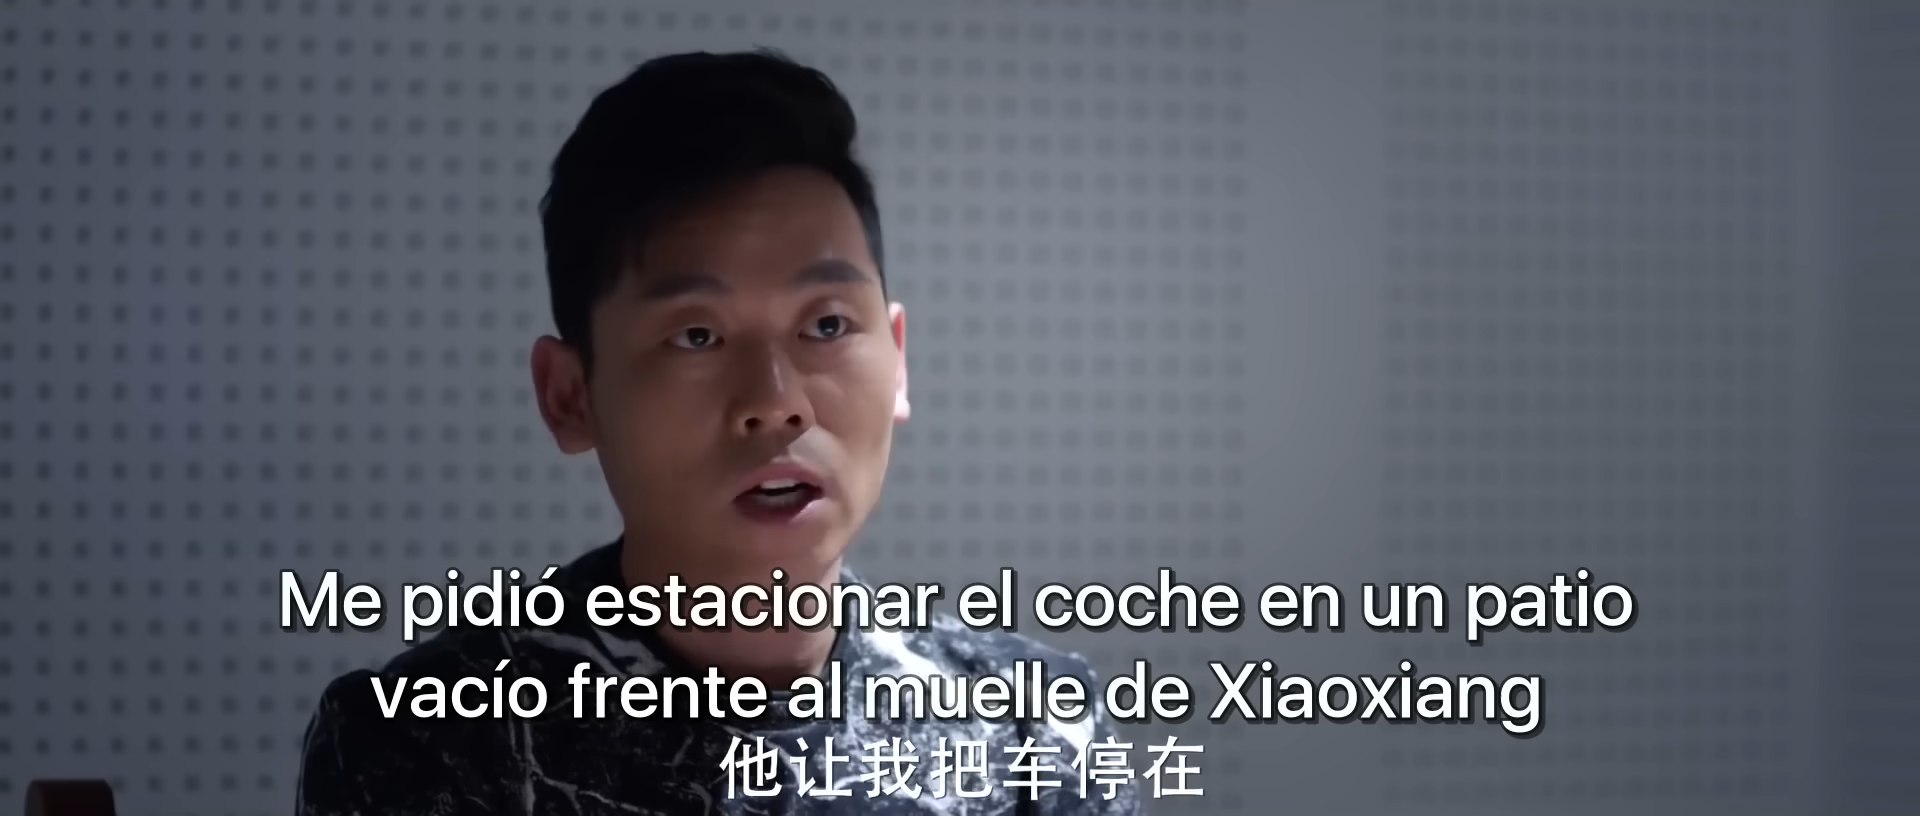 Me pidió estacionar el coche en un patio
vacío frente al muelle de Xiaoxiang
他让我把车停在